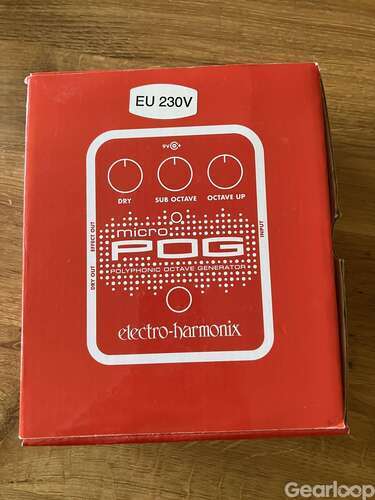 EU 230V
9V
DRY SUB OCTAVE OCTAVE UP
micro
POG
POLYPHONIC OCTAVE GENERATOR
EFFECT OUT
DRY OUT
INPUT
electro-harmonix
Gearloop